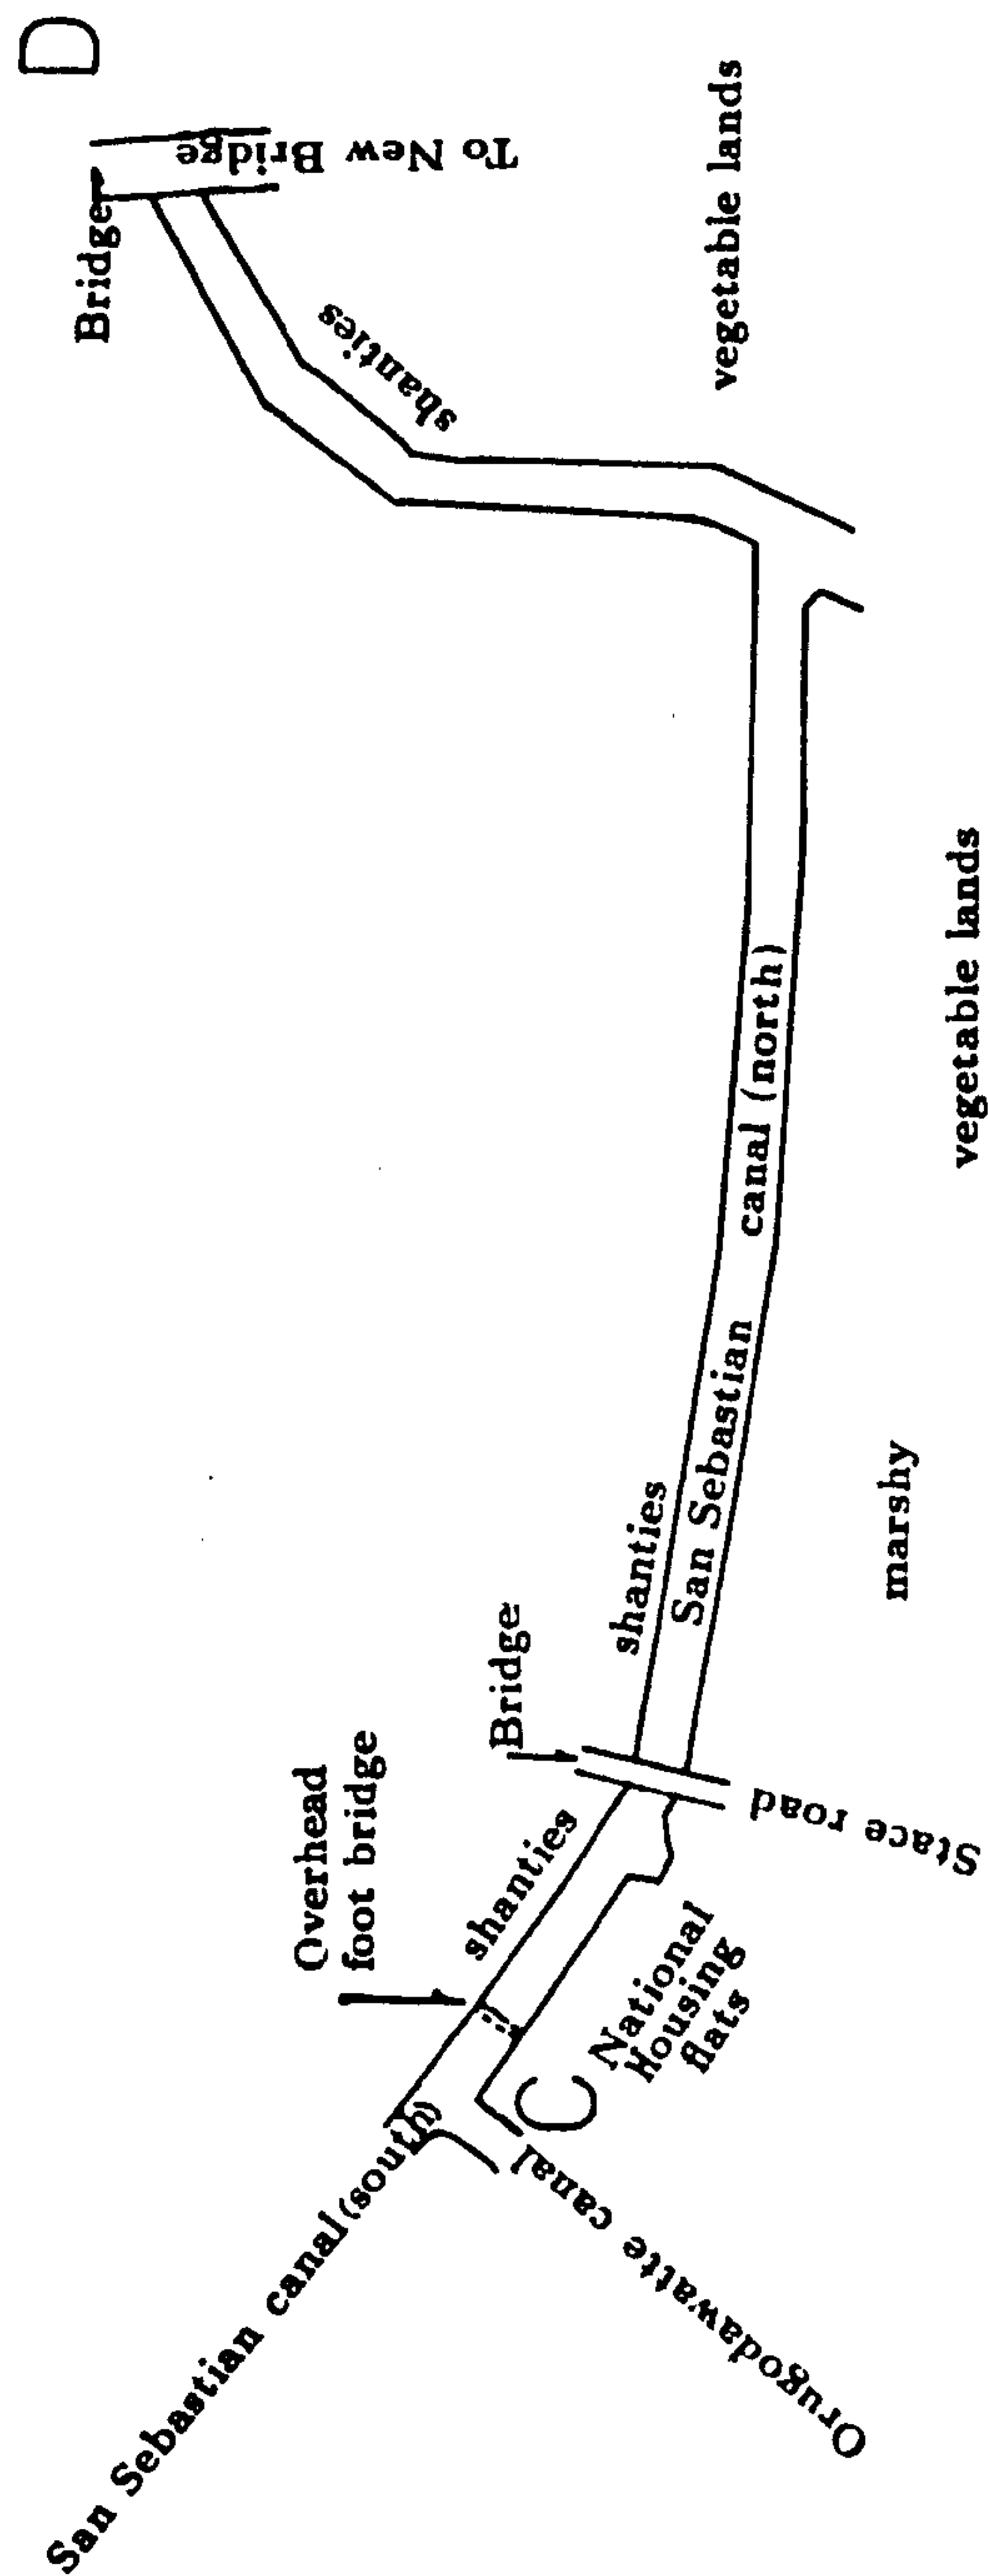 D
Bridge
To New Bridge
shanties
vegetable lands
vegetable lands
San Sebastian canal (north)
shanties
marshy
Bridge
Stace road
Overhead
foot bridge
shanties
National
Housing
flats
C
San Sebastian canal (south)
Orugodawatte canal